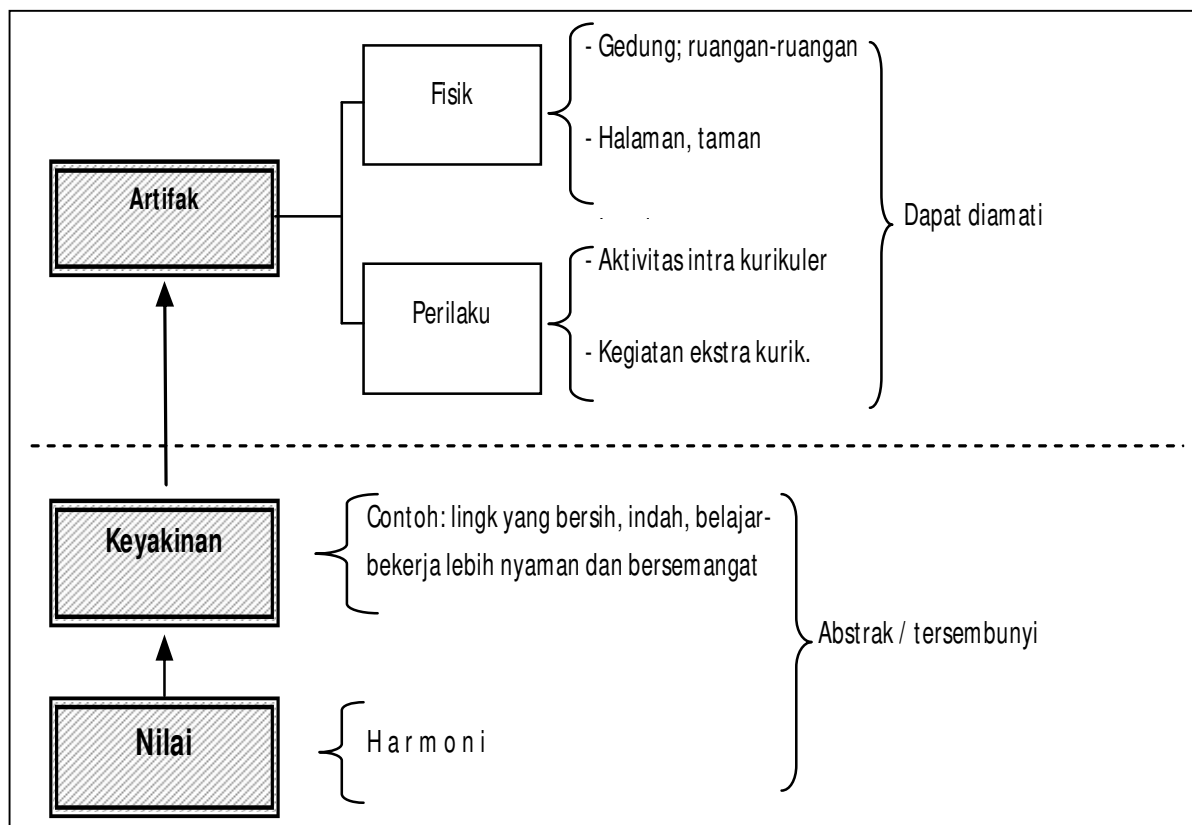 - Gedung; ruangan-ruangan
Fisik
- Halaman, taman
Artifak
Dapat diamati
- Aktivitas intra kurikuler
Perilaku
- Kegiatan ekstra kurik.
Contoh: lingk yang bersih, indah, belajar-
bekerja lebih nyaman dan bersemangat
Keyakinan
Abstrak / tersembunyi
Nilai
H a r m o n i